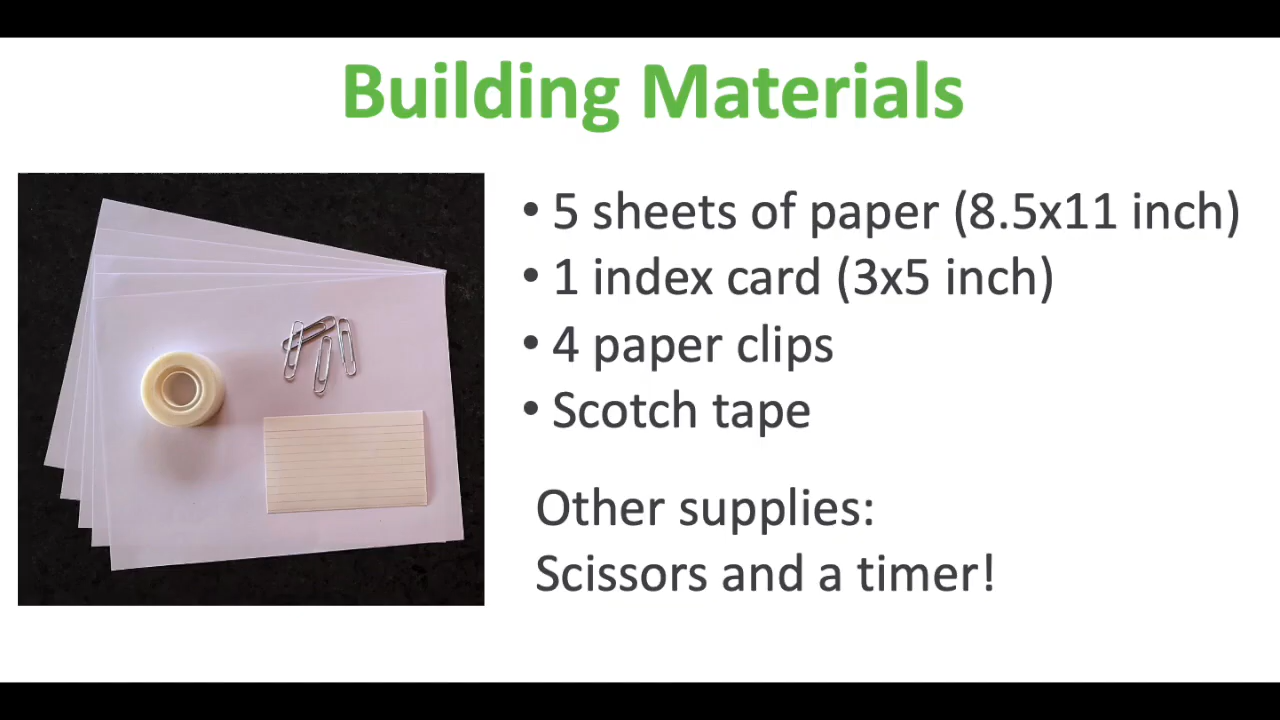 Building Materials
• 5 sheets of paper (8.5x11 inch)
• 1 index card (3x5 inch)
• 4 paper clips
• Scotch tape
Other supplies:
Scissors and a timer!